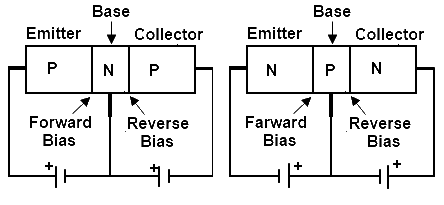 Base
Emitter Collector
P N P
Forward Bias
Reverse Bias
+ +
Base
Emitter Collector
N P N
Farward Bias
Reverse Bias
+ +